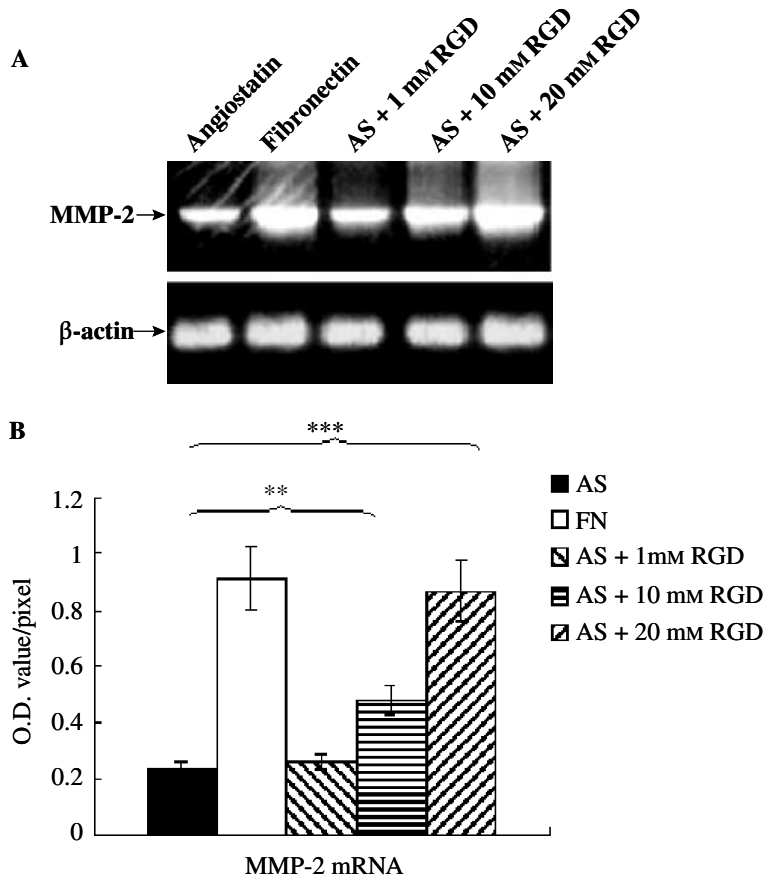 A
Angiostatin
Fibronectin
AS + 1 mM RGD
AS + 10 mM RGD
AS + 20 mM RGD
MMP-2
β-actin
B
***
**
1.2
1
0.8
0.6
0.4
0.2
0
O.D. value/pixel
MMP-2 mRNA
AS
FN
AS + 1mM RGD
AS + 10 mM RGD
AS + 20 mM RGD